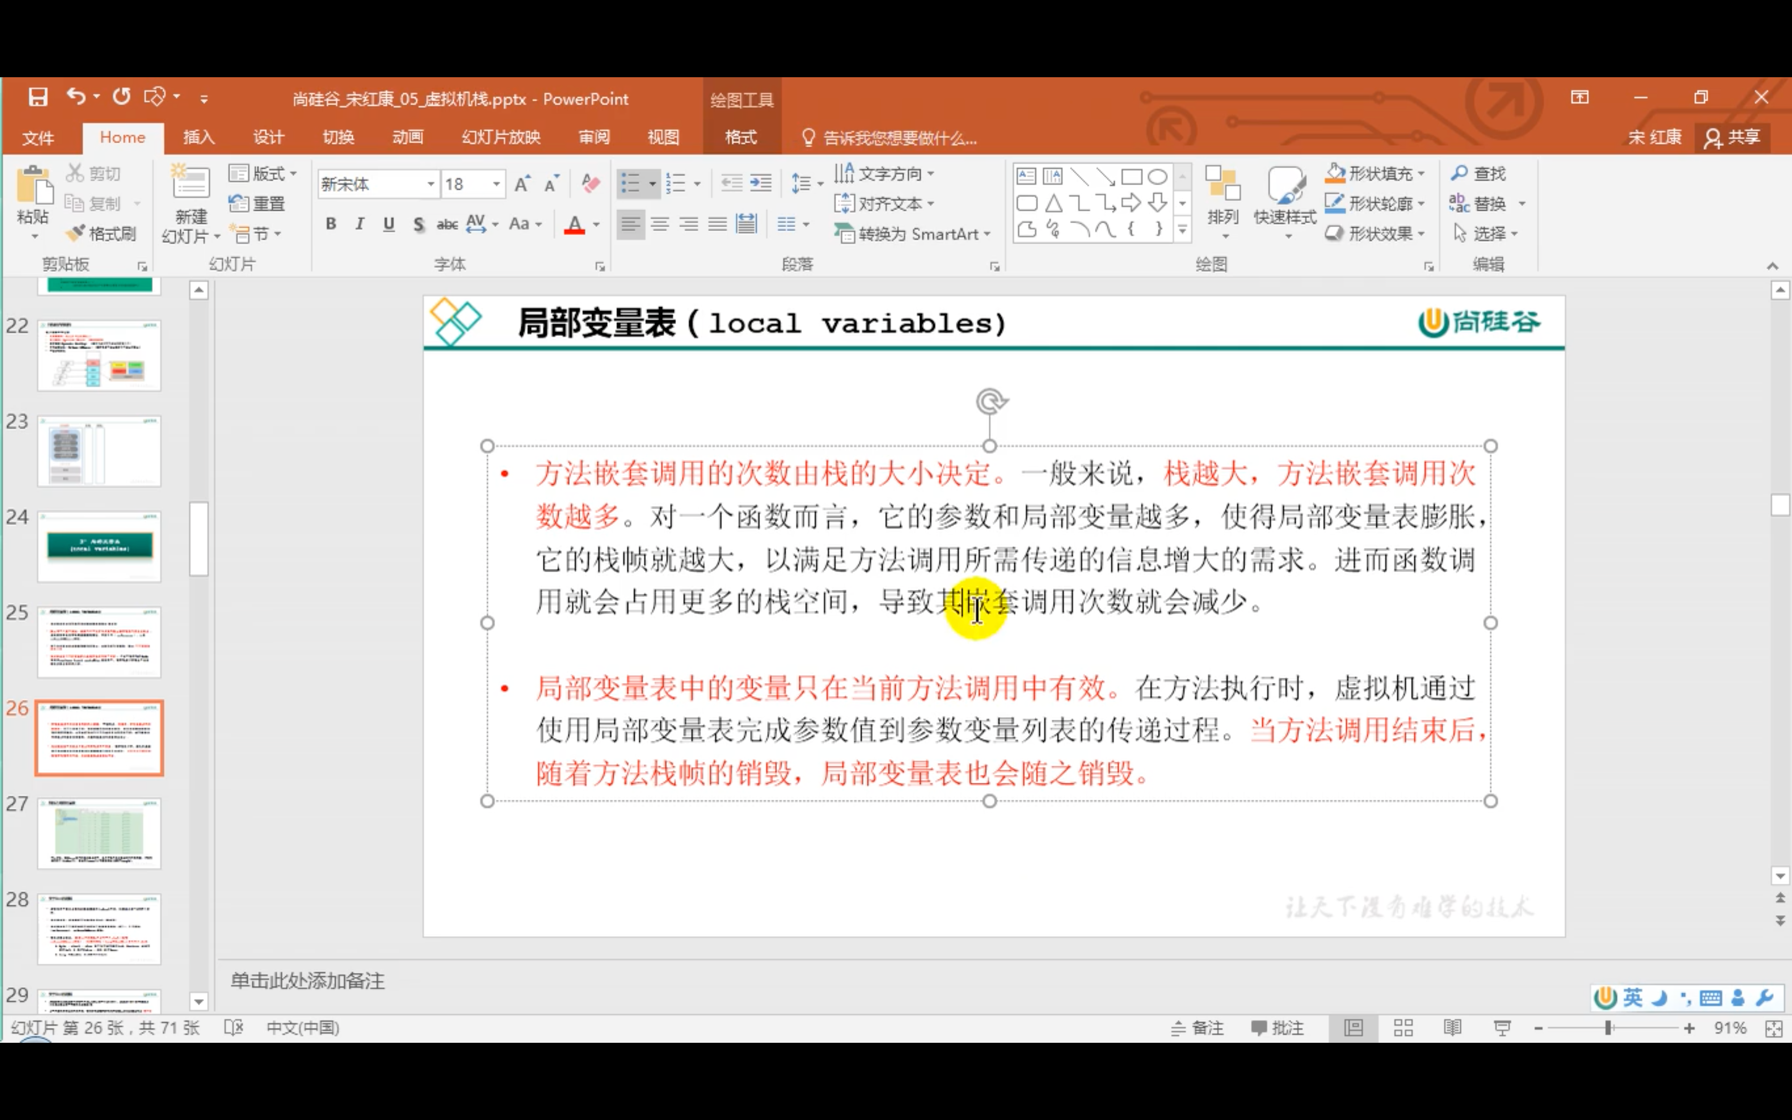 尚硅谷_宋红康_05_虚拟机栈.pptx - PowerPoint
绘图工具
文件
Home
插入
设计
切换
动画
幻灯片放映
审阅
视图
格式
告诉我您想要做什么...
宋 红康
共享
粘贴
剪切
复制
格式刷
剪贴板
新建
幻灯片
版式
重置
节
幻灯片
新宋体
18
B I U S abc AV Aa A
字体
文字方向
对齐文本
转换为 SmartArt
段落
排列
快速样式
形状填充
形状轮廓
形状效果
绘图
查找
替换
选择
编辑
22
23
24
25
26
27
28
29
局部变量表(local variables)
尚硅谷
• 方法嵌套调用的次数由栈的大小决定。一般来说，栈越大，方法嵌套调用次
数越多。对一个函数而言，它的参数和局部变量越多，使得局部变量表膨胀，
它的栈帧就越大，以满足方法调用所需传递的信息增大的需求。进而函数调
用就会占用更多的栈空间，导致其嵌套调用次数就会减少。
• 局部变量表中的变量只在当前方法调用中有效。在方法执行时，虚拟机通过
使用局部变量表完成参数值到参数变量列表的传递过程。当方法调用结束后，
随着方法栈帧的销毁，局部变量表也会随之销毁。
让天下没有难学的技术
单击此处添加备注
英
幻灯片 第 26 张，共 71 张
中文(中国)
备注
批注
91%